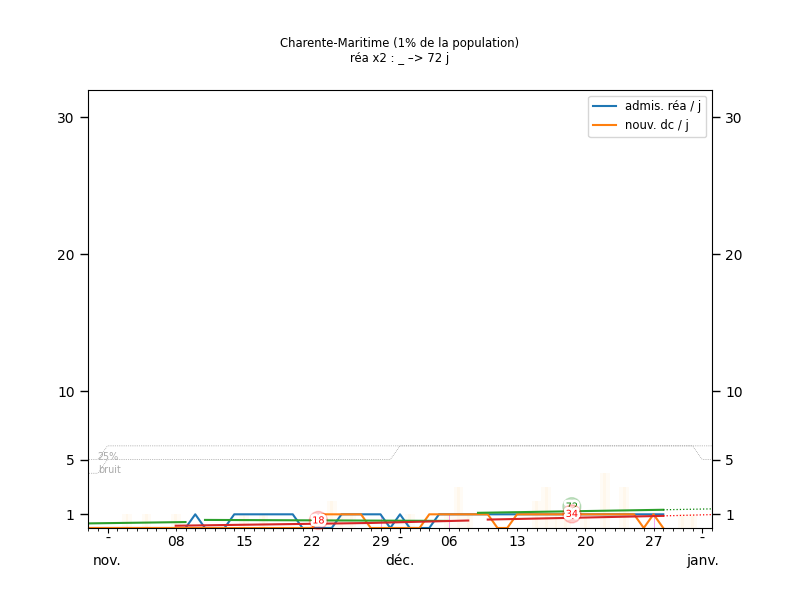 Charente-Maritime (1% de la population)
réa x2 : _ –> 72 j
admis. réa / j
nouv. dc / j
30 30
20 20
10 10
5 5
25%
bruit
1 1
72
34
18
- 08 15 22 29 - 06 13 20 27 -
nov. déc. janv.